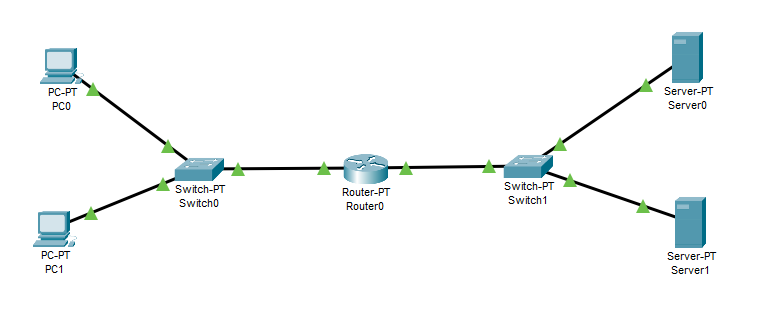 PC-PT
PC0
Server-PT
Server0
Switch-PT
Switch0
Router-PT
Router0
Switch-PT
Switch1
PC-PT
PC1
Server-PT
Server1